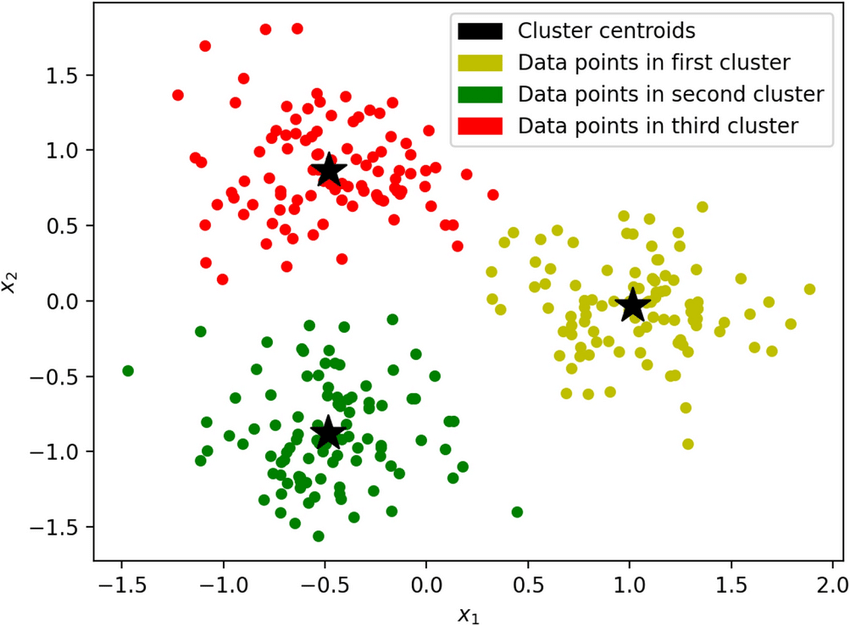 Cluster centroids
Data points in first cluster
Data points in second cluster
Data points in third cluster
1.5
1.0
0.5
0.0
−0.5
−1.0
−1.5
x₂
−1.5 −1.0 −0.5 0.0 0.5 1.0 1.5 2.0
x₁